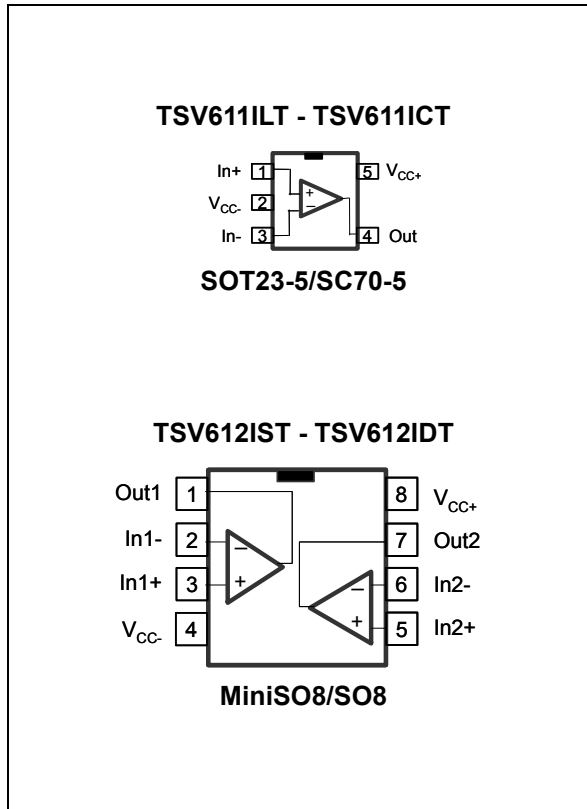 TSV611ILT - TSV611ICT
In+ 1 5 VCC+
+
VCC- 2
−
In- 3 4 Out
SOT23-5/SC70-5
TSV612IST - TSV612IDT
Out1 1 8 VCC+
In1- 2 − 7 Out2
In1+ 3 + − 6 In2-
VCC- 4 + 5 In2+
MiniSO8/SO8